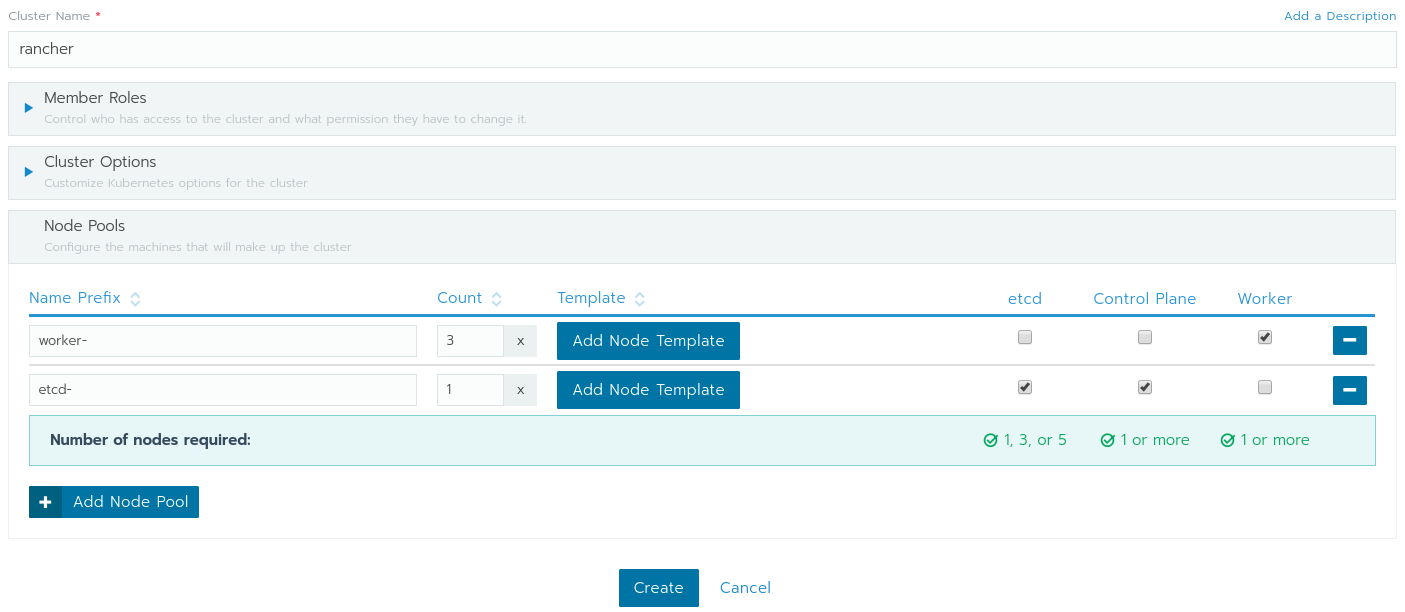 Cluster Name * Add a Description
rancher
Member Roles
Control who has access to the cluster and what permission they have to change it.
Cluster Options
Customize Kubernetes options for the cluster
Node Pools
Configure the machines that will make up the cluster
Name Prefix Count Template etcd Control Plane Worker
worker- 3 x Add Node Template
etcd- 1 x Add Node Template
Number of nodes required: 1, 3, or 5 1 or more 1 or more
+ Add Node Pool
Create Cancel